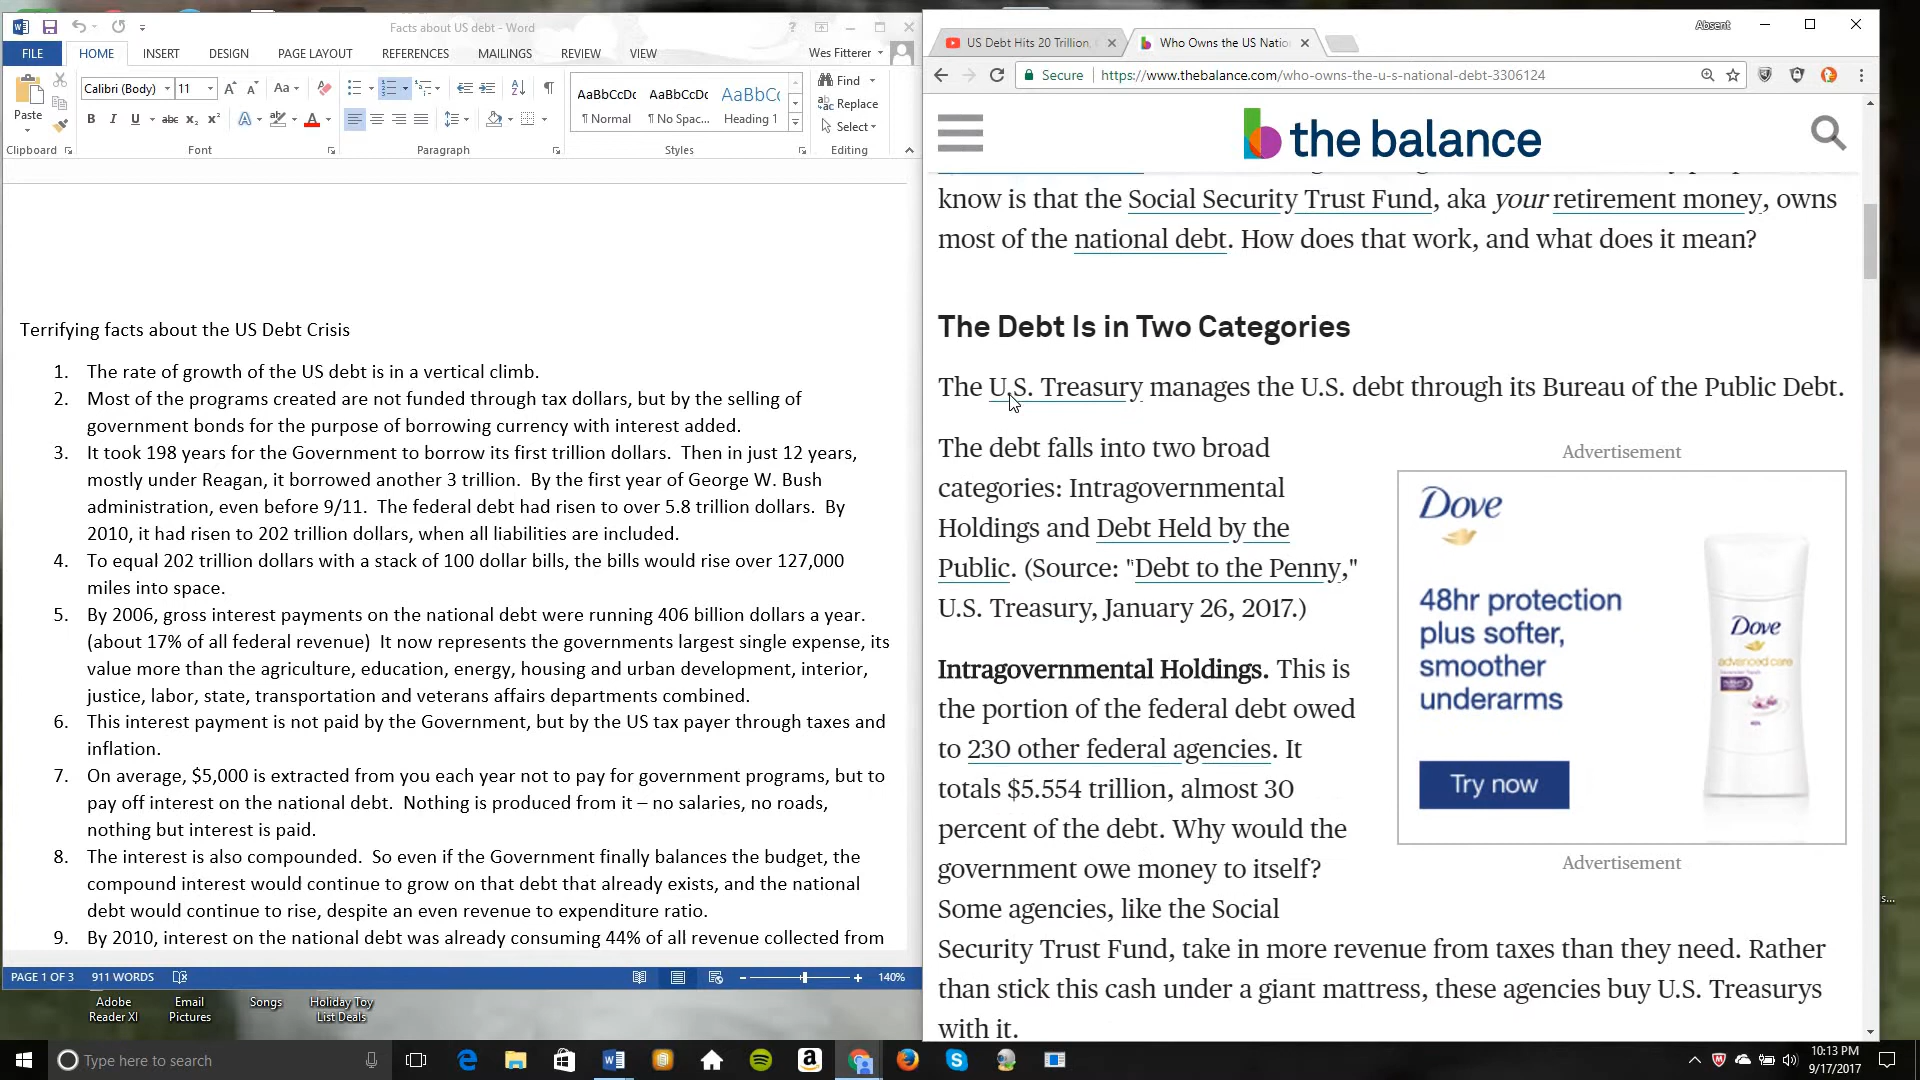 Facts about US debt - Word
FILE HOME INSERT DESIGN PAGE LAYOUT REFERENCES MAILINGS REVIEW VIEW Wes Fitterer
Paste
Calibri (Body) 11
AaBbCcDc AaBbCcDc AaBbCc
¶ Normal ¶ No Spac... Heading 1
Find
Replace
Select
Clipboard Font Paragraph Styles Editing
Terrifying facts about the US Debt Crisis
1. The rate of growth of the US debt is in a vertical climb.
2. Most of the programs created are not funded through tax dollars, but by the selling of
government bonds for the purpose of borrowing currency with interest added.
3. It took 198 years for the Government to borrow its first trillion dollars. Then in just 12 years,
mostly under Reagan, it borrowed another 3 trillion. By the first year of George W. Bush
administration, even before 9/11. The federal debt had risen to over 5.8 trillion dollars. By
2010, it had risen to 202 trillion dollars, when all liabilities are included.
4. To equal 202 trillion dollars with a stack of 100 dollar bills, the bills would rise over 127,000
miles into space.
5. By 2006, gross interest payments on the national debt were running 406 billion dollars a year.
(about 17% of all federal revenue) It now represents the governments largest single expense, its
value more than the agriculture, education, energy, housing and urban development, interior,
justice, labor, state, transportation and veterans affairs departments combined.
6. This interest payment is not paid by the Government, but by the US tax payer through taxes and
inflation.
7. On average, $5,000 is extracted from you each year not to pay for government programs, but to
pay off interest on the national debt. Nothing is produced from it – no salaries, no roads,
nothing but interest is paid.
8. The interest is also compounded. So even if the Government finally balances the budget, the
compound interest would continue to grow on that debt that already exists, and the national
debt would continue to rise, despite an even revenue to expenditure ratio.
9. By 2010, interest on the national debt was already consuming 44% of all revenue collected from
PAGE 1 OF 3 911 WORDS 140%
Adobe
Reader XI
Email
Pictures
Songs
Holiday Toy
List Deals
Absent
US Debt Hits 20 Trillion, Who Owns the US Natio
Secure https://www.thebalance.com/who-owns-the-u-s-national-debt-3306124
the balance
know is that the Social Security Trust Fund, aka your retirement money, owns
most of the national debt. How does that work, and what does it mean?
The Debt Is in Two Categories
The U.S. Treasury manages the U.S. debt through its Bureau of the Public Debt.
The debt falls into two broad
categories: Intragovernmental
Holdings and Debt Held by the
Public. (Source: "Debt to the Penny,"
U.S. Treasury, January 26, 2017.)
Intragovernmental Holdings. This is
the portion of the federal debt owed
to 230 other federal agencies. It
totals $5.554 trillion, almost 30
percent of the debt. Why would the
government owe money to itself?
Some agencies, like the Social
Security Trust Fund, take in more revenue from taxes than they need. Rather
than stick this cash under a giant mattress, these agencies buy U.S. Treasurys
with it.
Advertisement
Dove
48hr protection
plus softer,
smoother
underarms
Try now
Dove
advanced care
Advertisement
Type here to search
10:13 PM
9/17/2017